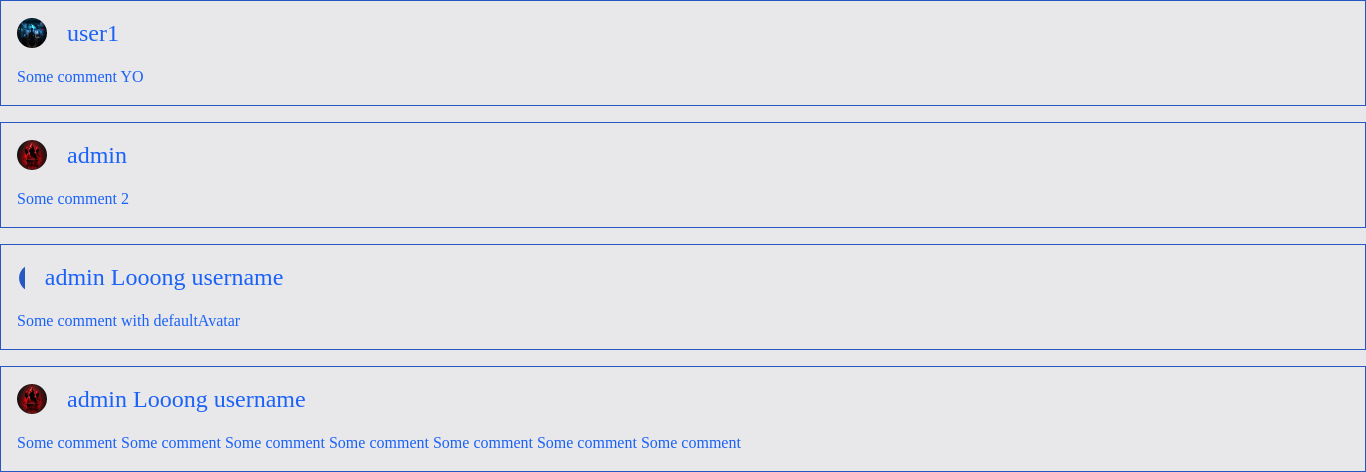 user1
Some comment YO
admin
Some comment 2
admin Looong username
Some comment with defaultAvatar
admin Looong username
Some comment Some comment Some comment Some comment Some comment Some comment Some comment